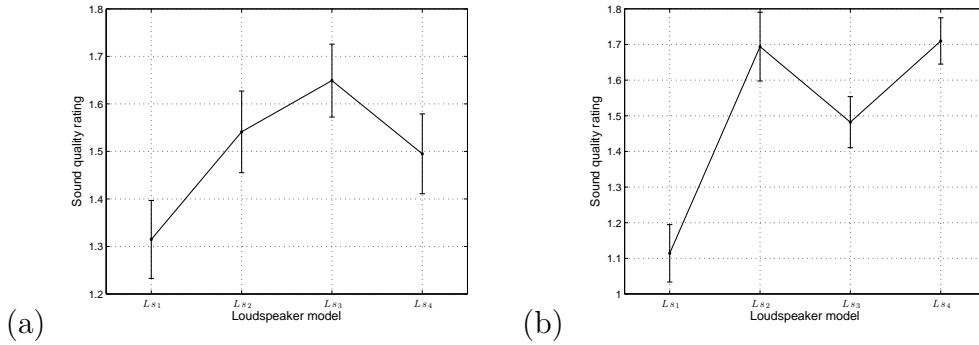 (a)
Sound quality rating
1.8
1.7
1.6
1.5
1.4
1.3
1.2
Ls1 Ls2 Ls3 Ls4
Loudspeaker model
(b)
Sound quality rating
1.8
1.7
1.6
1.5
1.4
1.3
1.2
1.1
1
Ls1 Ls2 Ls3 Ls4
Loudspeaker model